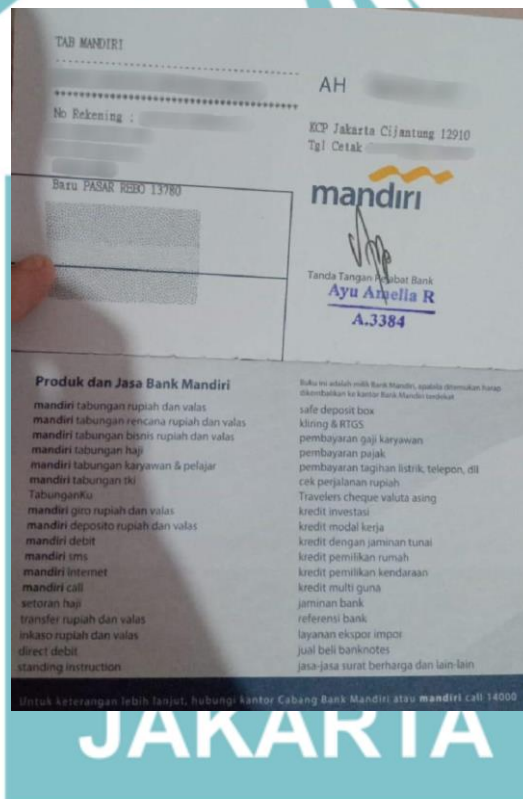 TAB MANDIRI
AH
No Rekening :
KCP Jakarta Cijantung 12910
Tgl Cetak
Baru PASAR REBO 13780
mandiri
Tanda Tangan Pejabat Bank
Ayu Amelia R
A.3384
Produk dan Jasa Bank Mandiri
mandiri tabungan rupiah dan valas
mandiri tabungan rencana rupiah dan valas
mandiri tabungan bisnis rupiah dan valas
mandiri tabungan haji
mandiri tabungan karyawan & pelajar
mandiri tabungan tki
TabunganKu
mandiri giro rupiah dan valas
mandiri deposito rupiah dan valas
mandiri debit
mandiri sms
mandiri internet
mandiri call
setoran haji
transfer rupiah dan valas
inkaso rupiah dan valas
direct debit
standing instruction
Buku ini adalah milik Bank Mandiri, apabila ditemukan harap
dikembalikan ke kantor Bank Mandiri terdekat
safe deposit box
kliring & RTGS
pembayaran gaji karyawan
pembayaran pajak
pembayaran tagihan listrik, telepon, dll
cek perjalanan rupiah
Travelers cheque valuta asing
kredit investasi
kredit modal kerja
kredit dengan jaminan tunai
kredit pemilikan rumah
kredit pemilikan kendaraan
kredit multi guna
jaminan bank
referensi bank
layanan ekspor impor
jual beli banknotes
jasa-jasa surat berharga dan lain-lain
Untuk keterangan lebih lanjut, hubungi kantor Cabang Bank Mandiri atau mandiri call 14000
JAKARTA